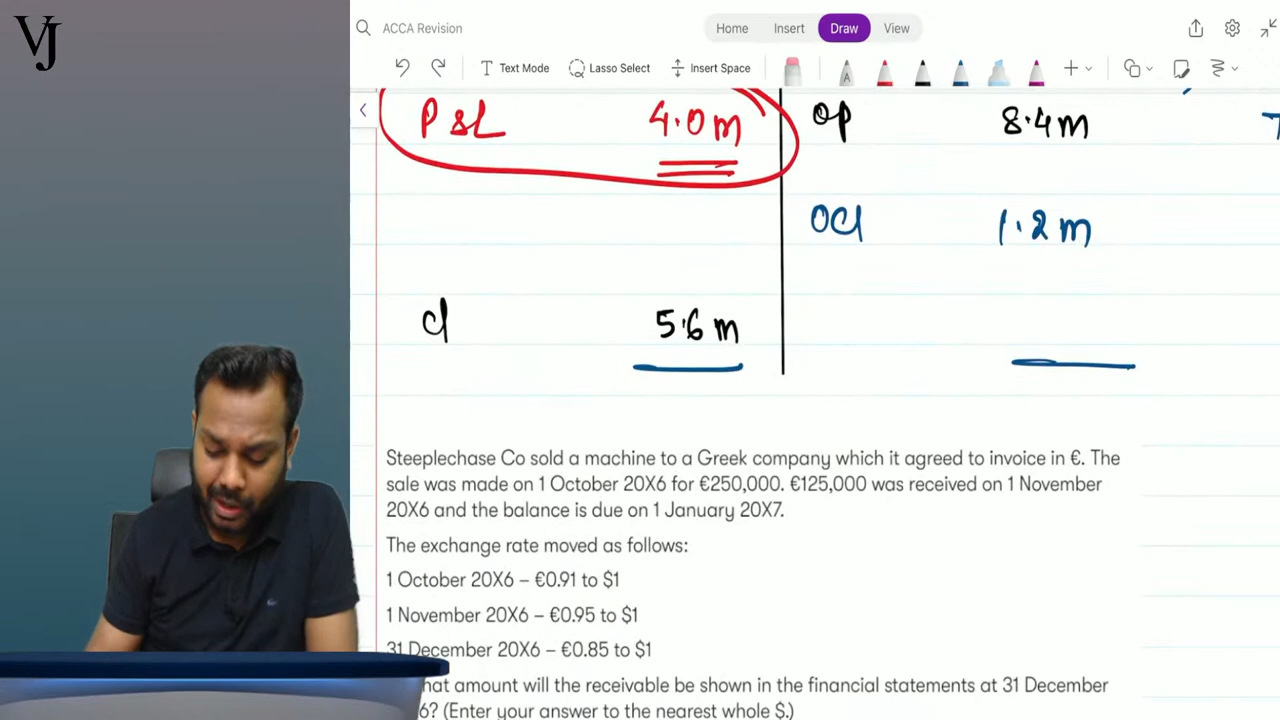 VJ
ACCA Revision
Home Insert Draw View
Text Mode Lasso Select Insert Space
P SL 4.0 m
Op 8.4 m
OCI 1.2 m
Cl 5.6 m
Steeplechase Co sold a machine to a Greek company which it agreed to invoice in €. The
sale was made on 1 October 20X6 for €250,000. €125,000 was received on 1 November
20X6 and the balance is due on 1 January 20X7.
The exchange rate moved as follows:
1 October 20X6 – €0.91 to $1
1 November 20X6 – €0.95 to $1
31 December 20X6 – €0.85 to $1
amount will the receivable be shown in the financial statements at 31 December
(Enter your answer to the nearest whole $.)